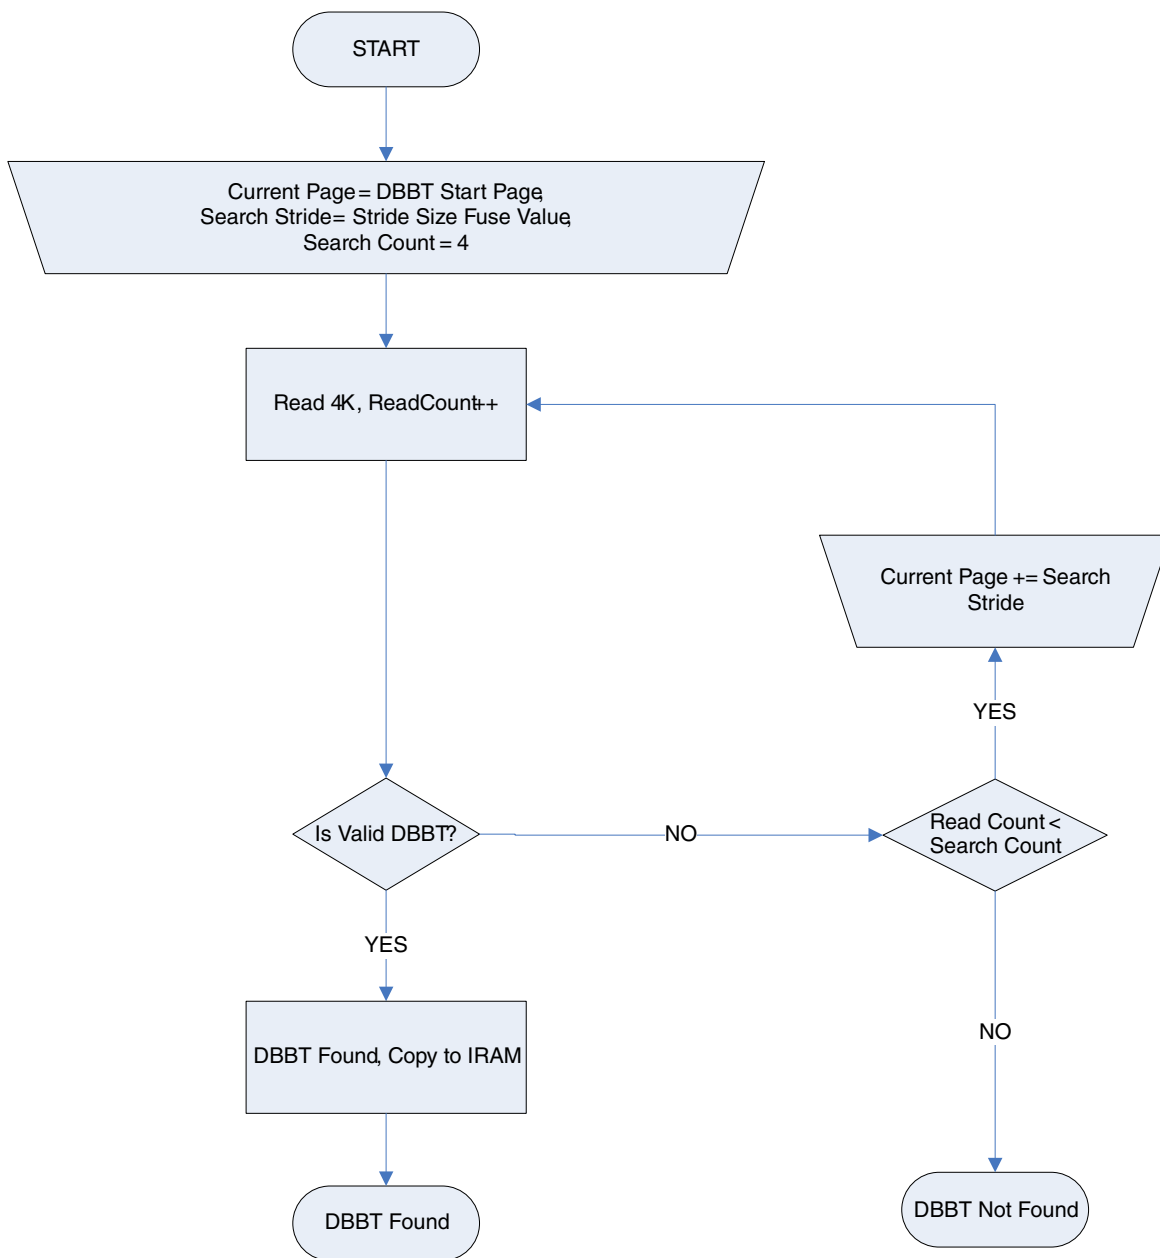 START
Current Page = DBBT Start Page,
Search Stride = Stride Size Fuse Value,
Search Count = 4
Read 4K, ReadCount++
Current Page += Search
Stride
YES
Is Valid DBBT?
NO
Read Count <
Search Count
YES
DBBT Found, Copy to IRAM
NO
DBBT Found
DBBT Not Found